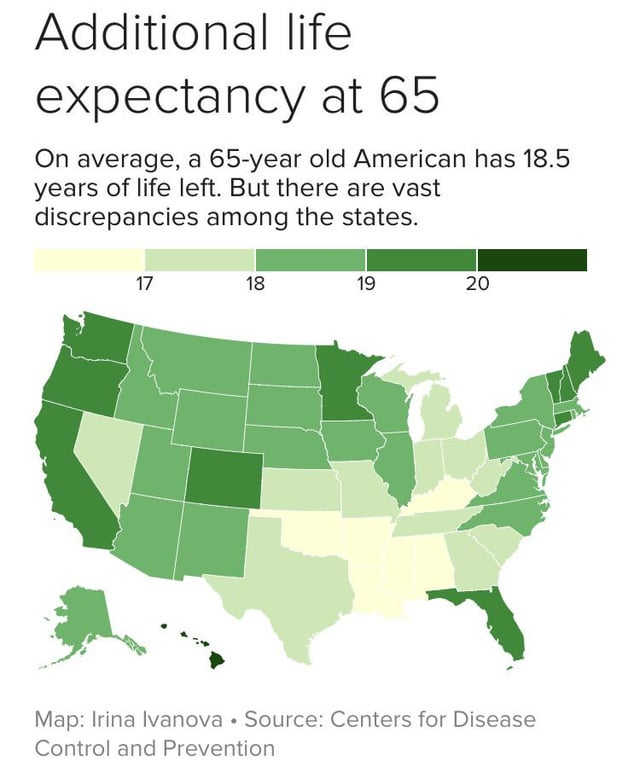 Additional life
expectancy at 65
On average, a 65-year old American has 18.5
years of life left. But there are vast
discrepancies among the states.
17 18 19 20
Map: Irina Ivanova • Source: Centers for Disease
Control and Prevention